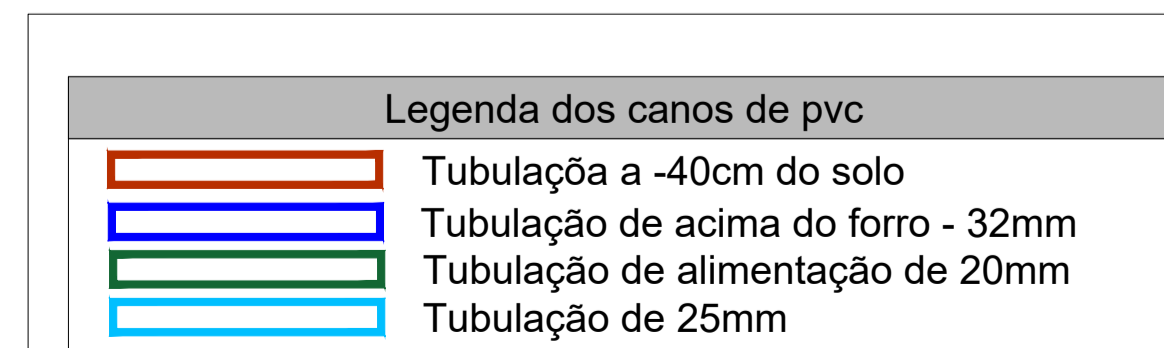 Legenda dos canos de pvc
Tubulaçõa a -40cm do solo
Tubulação de acima do forro - 32mm
Tubulação de alimentação de 20mm
Tubulação de 25mm